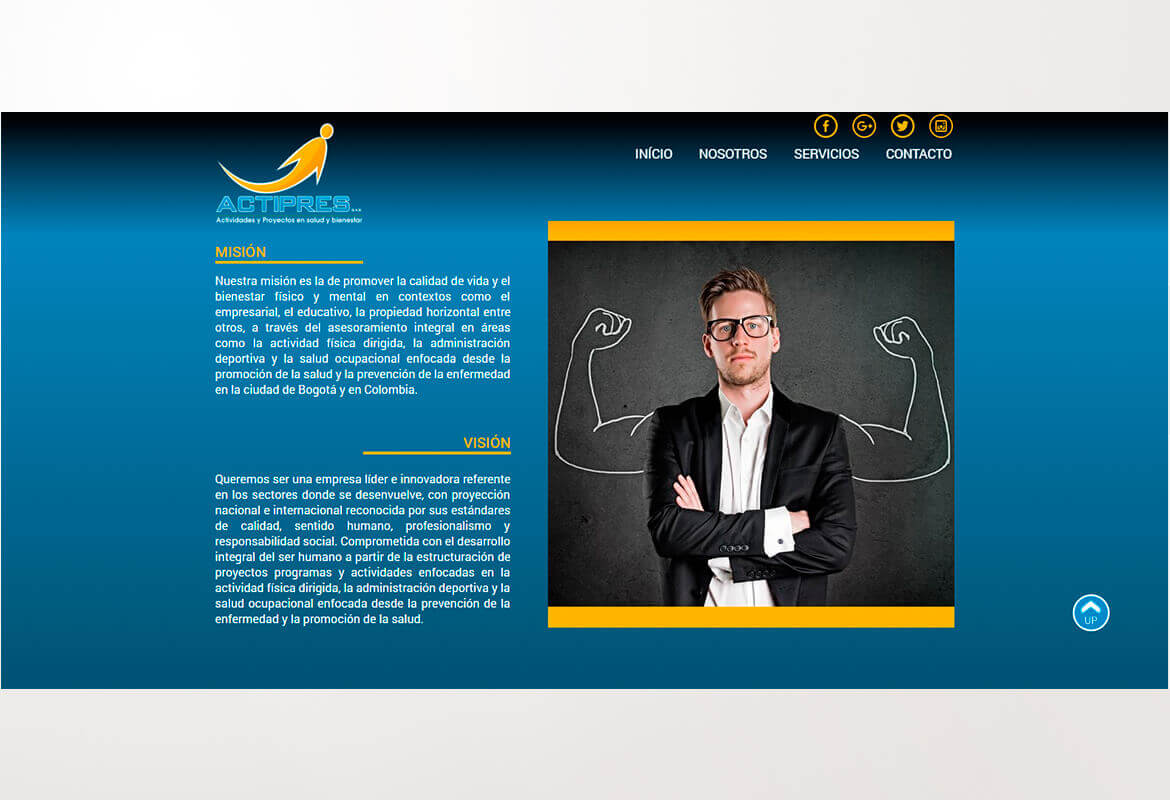 ACTIPRES...
Actividades y Proyectos en salud y bienestar
INÍCIO NOSOTROS SERVICIOS CONTACTO
MISIÓN
Nuestra misión es la de promover la calidad de vida y el
bienestar físico y mental en contextos como el
empresarial, el educativo, la propiedad horizontal entre
otros, a través del asesoramiento integral en áreas
como la actividad física dirigida, la administración
deportiva y la salud ocupacional enfocada desde la
promoción de la salud y la prevención de la enfermedad
en la ciudad de Bogotá y en Colombia.
VISIÓN
Queremos ser una empresa líder e innovadora referente
en los sectores donde se desenvuelve, con proyección
nacional e internacional reconocida por sus estándares
de calidad, sentido humano, profesionalismo y
responsabilidad social. Comprometida con el desarrollo
integral del ser humano a partir de la estructuración de
proyectos programas y actividades enfocadas en la
actividad física dirigida, la administración deportiva y la
salud ocupacional enfocada desde la prevención de la
enfermedad y la promoción de la salud.
UP